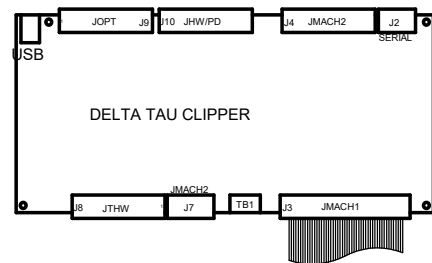 JOPT J9 J10 JHW/PD J4 JMACH2 J2
USB SERIAL
DELTA TAU CLIPPER
JMACH2
J8 JTHW J7 TB1 J3 JMACH1